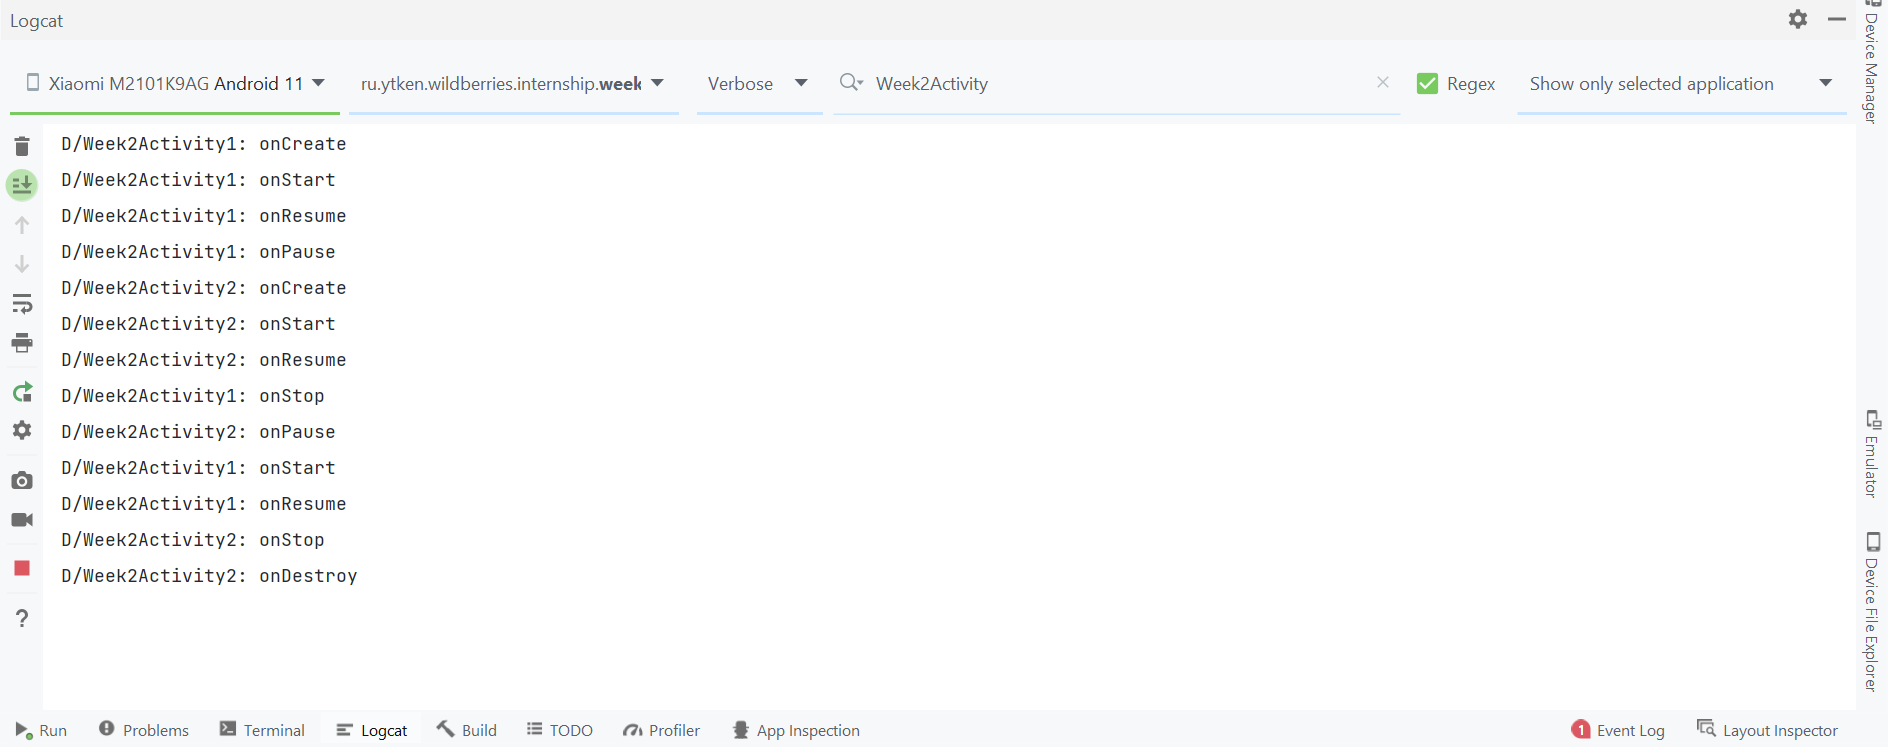 Logcat
Xiaomi M2101K9AG Android 11
ru.ytken.wildberries.internship.week
Verbose
Week2Activity
Regex
Show only selected application
D/Week2Activity1: onCreate
D/Week2Activity1: onStart
D/Week2Activity1: onResume
D/Week2Activity1: onPause
D/Week2Activity2: onCreate
D/Week2Activity2: onStart
D/Week2Activity2: onResume
D/Week2Activity1: onStop
D/Week2Activity2: onPause
D/Week2Activity1: onStart
D/Week2Activity1: onResume
D/Week2Activity2: onStop
D/Week2Activity2: onDestroy
Device Manager
Emulator
Device File Explorer
Run
Problems
Terminal
Logcat
Build
TODO
Profiler
App Inspection
1 Event Log
Layout Inspector